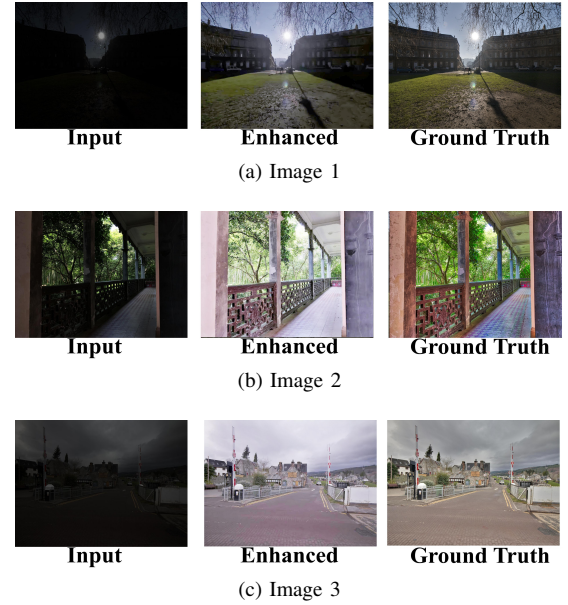 Input Enhanced Ground Truth
(a) Image 1
Input Enhanced Ground Truth
(b) Image 2
Input Enhanced Ground Truth
(c) Image 3